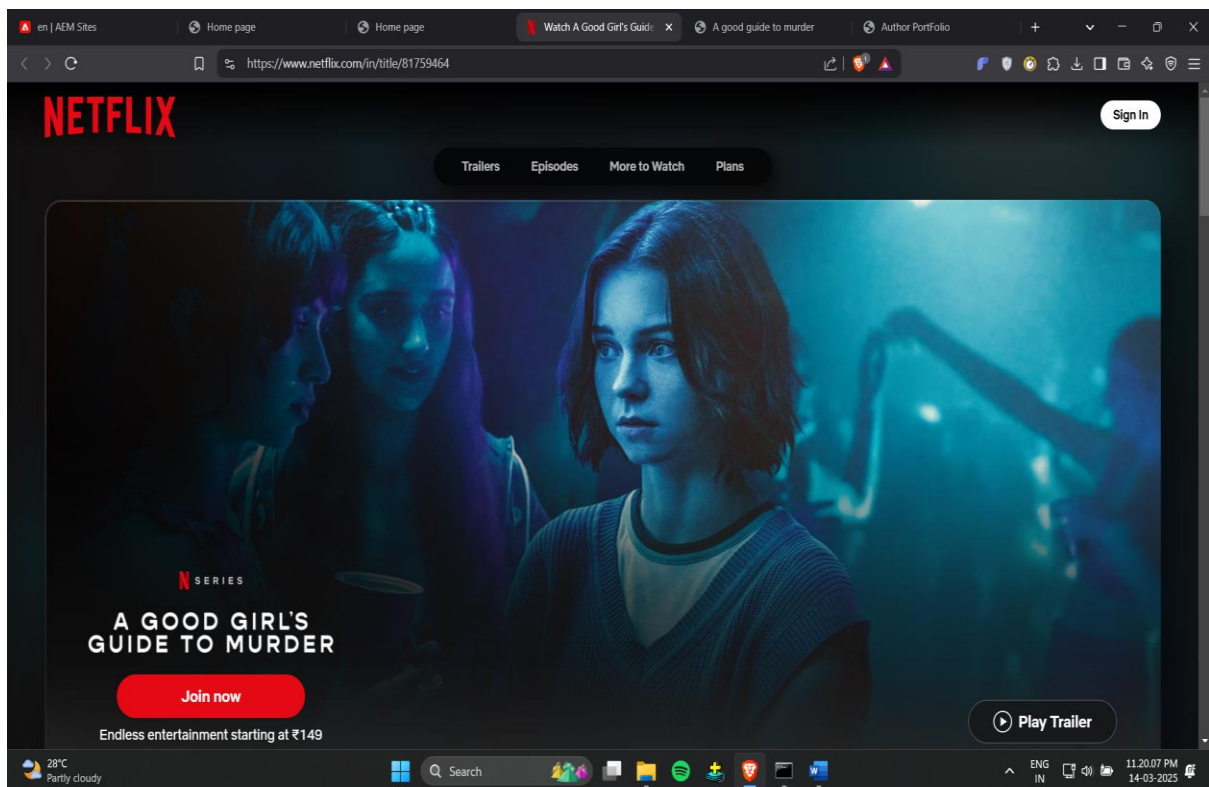 en | AEM Sites
Home page
Home page
Watch A Good Girl's Guide
A good guide to murder
Author PortFolio
https://www.netflix.com/in/title/81759464
NETFLIX
Sign In
Trailers Episodes More to Watch Plans
N SERIES
A GOOD GIRL'S
GUIDE TO MURDER
Join now
Endless entertainment starting at ₹149
Play Trailer
28°C
Partly cloudy
Search
ENG
IN
11.20.07 PM
14-03-2025